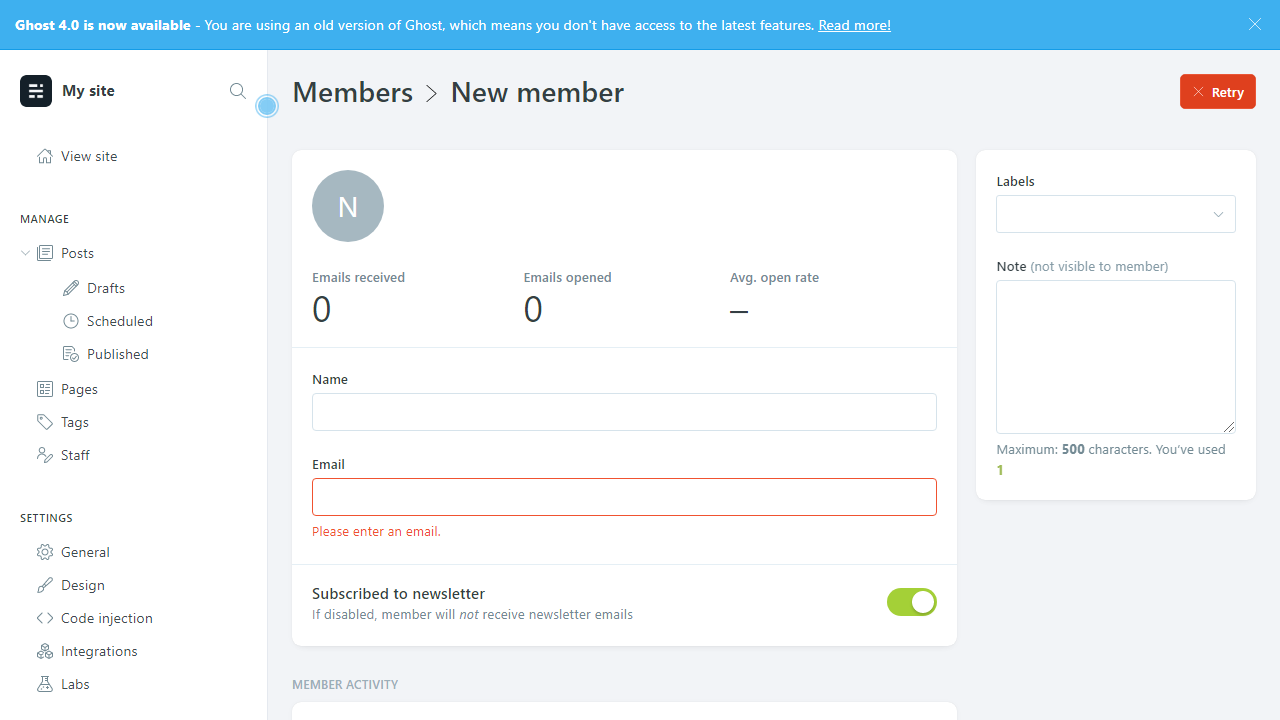 Ghost 4.0 is now available - You are using an old version of Ghost, which means you don't have access to the latest features. Read more!
My site
View site
MANAGE
Posts
Drafts
Scheduled
Published
Pages
Tags
Staff
SETTINGS
General
Design
Code injection
Integrations
Labs
Members > New member
Retry
N
Emails received
0
Emails opened
0
Avg. open rate
–
Name
Email
Please enter an email.
Subscribed to newsletter
If disabled, member will not receive newsletter emails
MEMBER ACTIVITY
Labels
Note (not visible to member)
Maximum: 500 characters. You've used
1